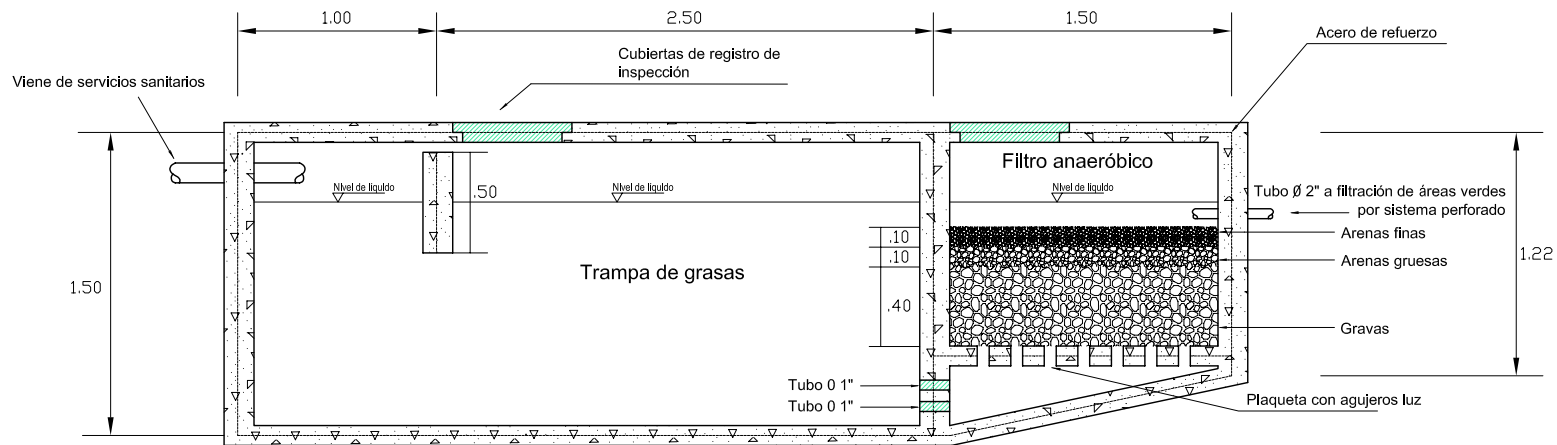 1.00
2.50
1.50
Acero de refuerzo
Cubiertas de registro de
inspección
Viene de servicios sanitarios
Filtro anaeróbico
.50
Nivel de líquido
Nivel de líquido
Nivel de líquido
Tubo Ø 2" a filtración de áreas verdes
por sistema perforado
.10
Arenas finas
1.22
.10
Arenas gruesas
Trampa de grasas
1.50
.40
Gravas
Tubo 0 1"
Tubo 0 1"
Plaqueta con agujeros luz